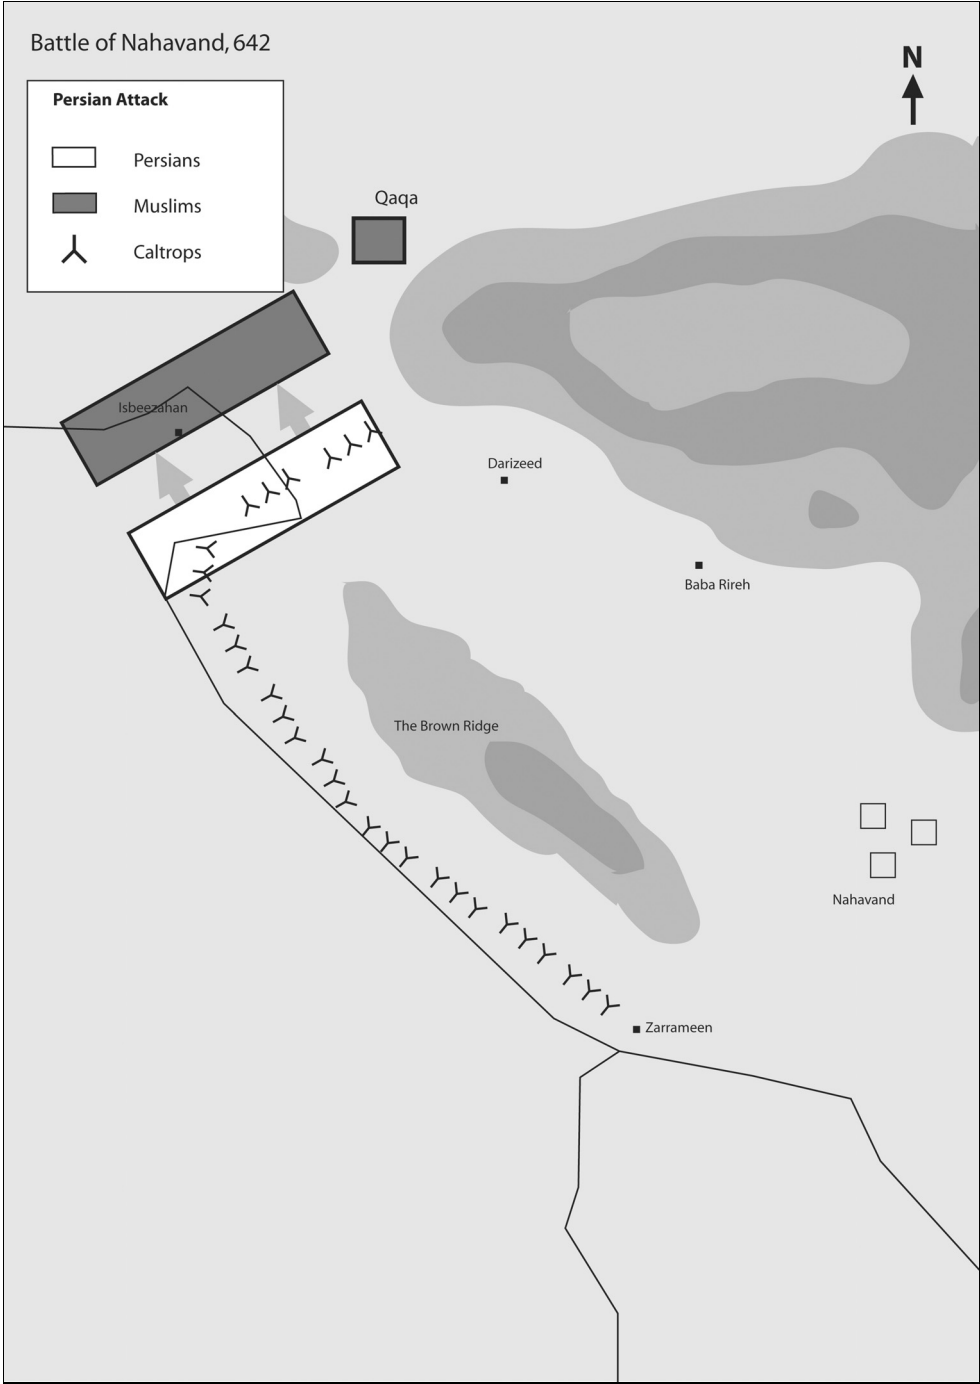 Battle of Nahavand, 642
N
Persian Attack
Persians
Muslims
Caltrops
Qaqa
Isbeezahan
Darizeed
Baba Rireh
The Brown Ridge
Nahavand
Zarrameen